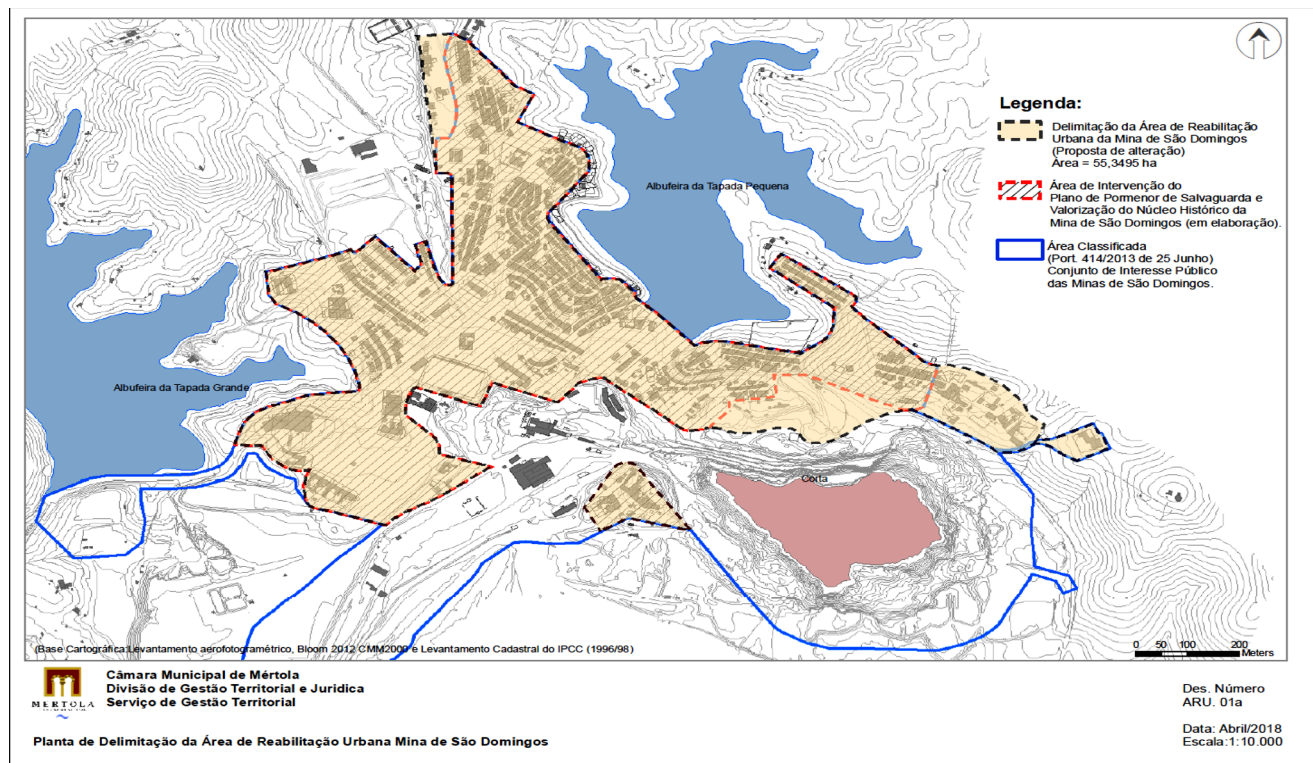 Legenda:
Delimitação da Área de Reabilitação
Urbana da Mina de São Domingos
(Proposta de alteração)
Área = 55,3495 ha
Área de Intervenção do
Plano de Pormenor de Salvaguarda e
Valorização do Núcleo Histórico da
Mina de São Domingos (em elaboração).
Área Classificada
(Port. 414/2013 de 25 Junho)
Conjunto de Interesse Público
das Minas de São Domingos.
Albufeira da Tapada Pequena
Albufeira da Tapada Grande
Corta
(Base Cartográfica:Levantamento aerofotogramétrico, Bloom 2012 CMM2009 e Levantamento Cadastral do IPCC (1996/98)
0 50 100 200
Meters
MERTOLA
Câmara Municipal de Mértola
Divisão de Gestão Territorial e Juridica
Serviço de Gestão Territorial
Planta de Delimitação da Área de Reabilitação Urbana Mina de São Domingos
Des. Número
ARU. 01a
Data: Abril/2018
Escala:1:10.000